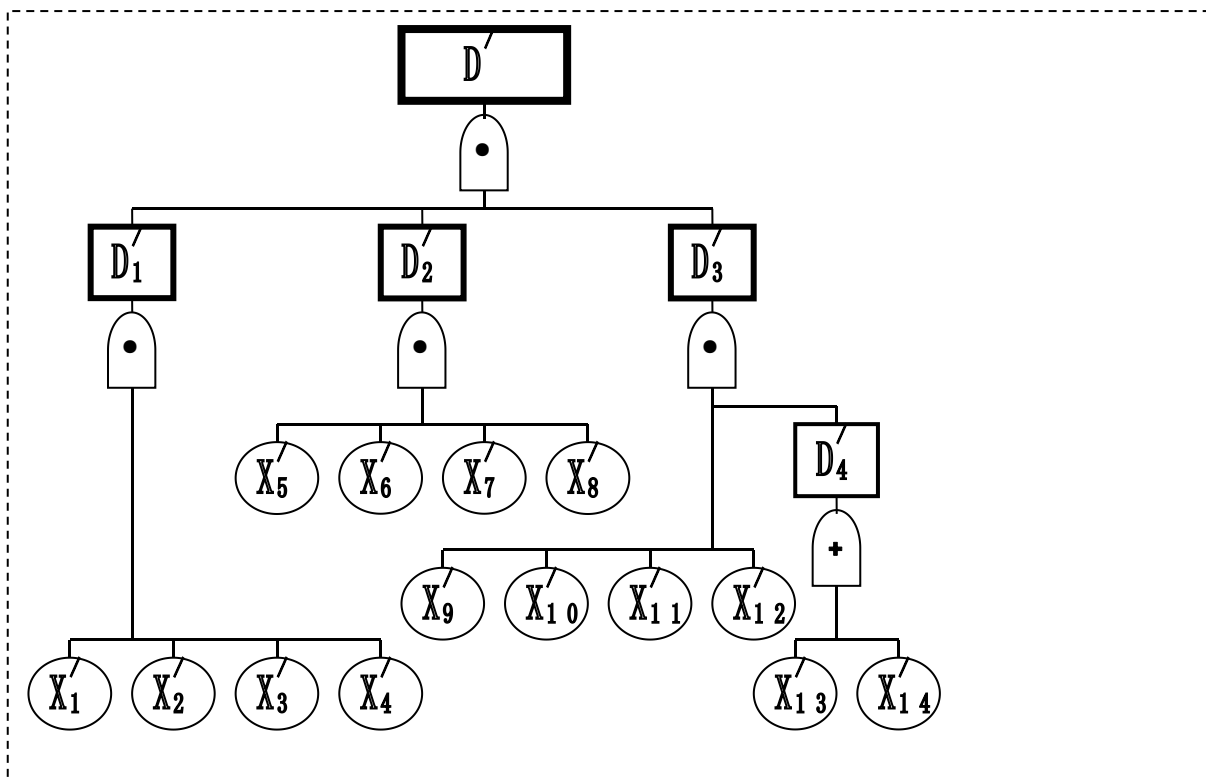 D′
D₁′ D₂′ D₃′
D₄′
X₅′ X₆′ X₇′ X₈′
+
X₉′ X₁₀′ X₁₁′ X₁₂′
X₁′ X₂′ X₃′ X₄′ X₁₃′ X₁₄′